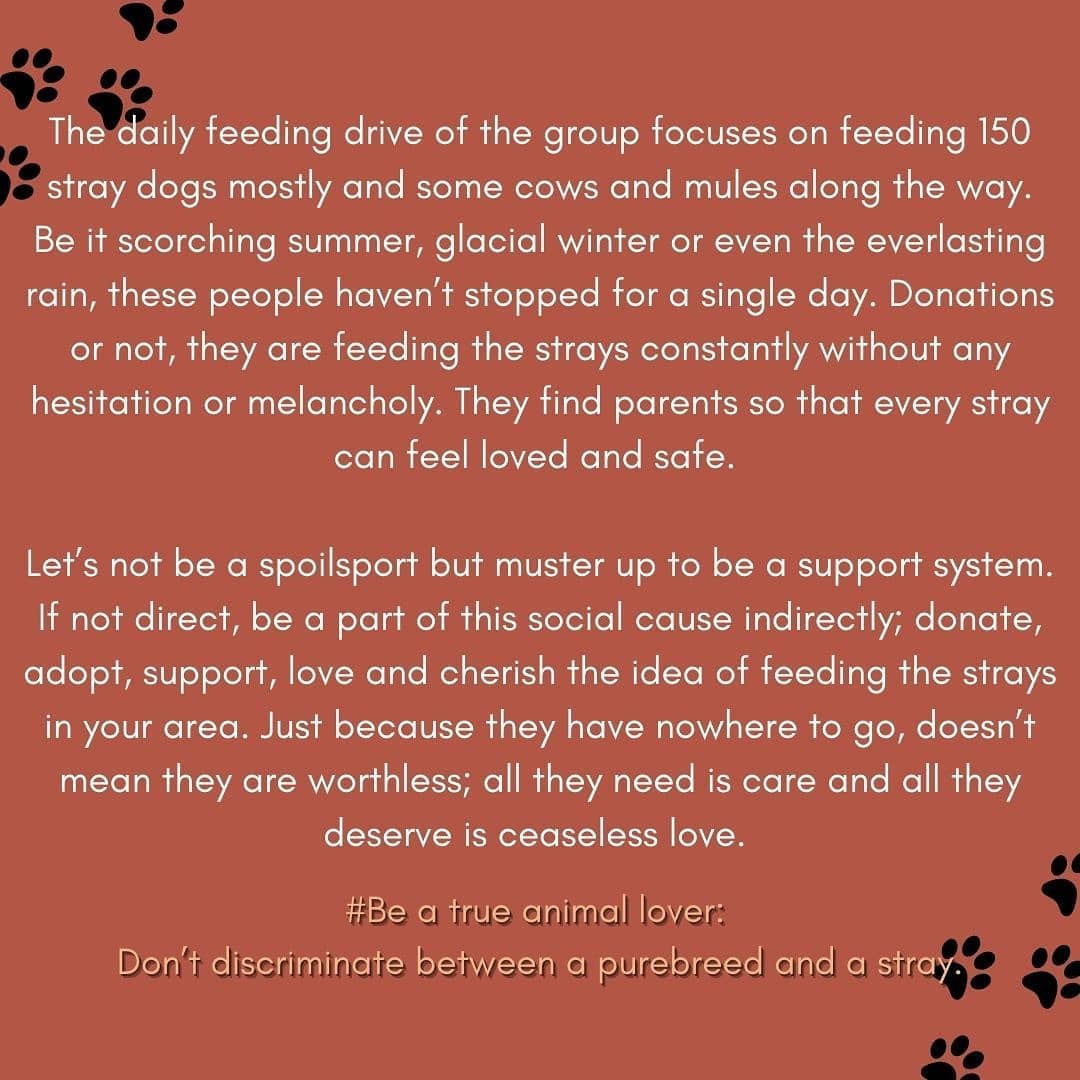 The daily feeding drive of the group focuses on feeding 150
stray dogs mostly and some cows and mules along the way.
Be it scorching summer, glacial winter or even the everlasting
rain, these people haven’t stopped for a single day. Donations
or not, they are feeding the strays constantly without any
hesitation or melancholy. They find parents so that every stray
can feel loved and safe.
Let’s not be a spoilsport but muster up to be a support system.
If not direct, be a part of this social cause indirectly; donate,
adopt, support, love and cherish the idea of feeding the strays
in your area. Just because they have nowhere to go, doesn’t
mean they are worthless; all they need is care and all they
deserve is ceaseless love.
#Be a true animal lover:
Don’t discriminate between a purebreed and a stray.